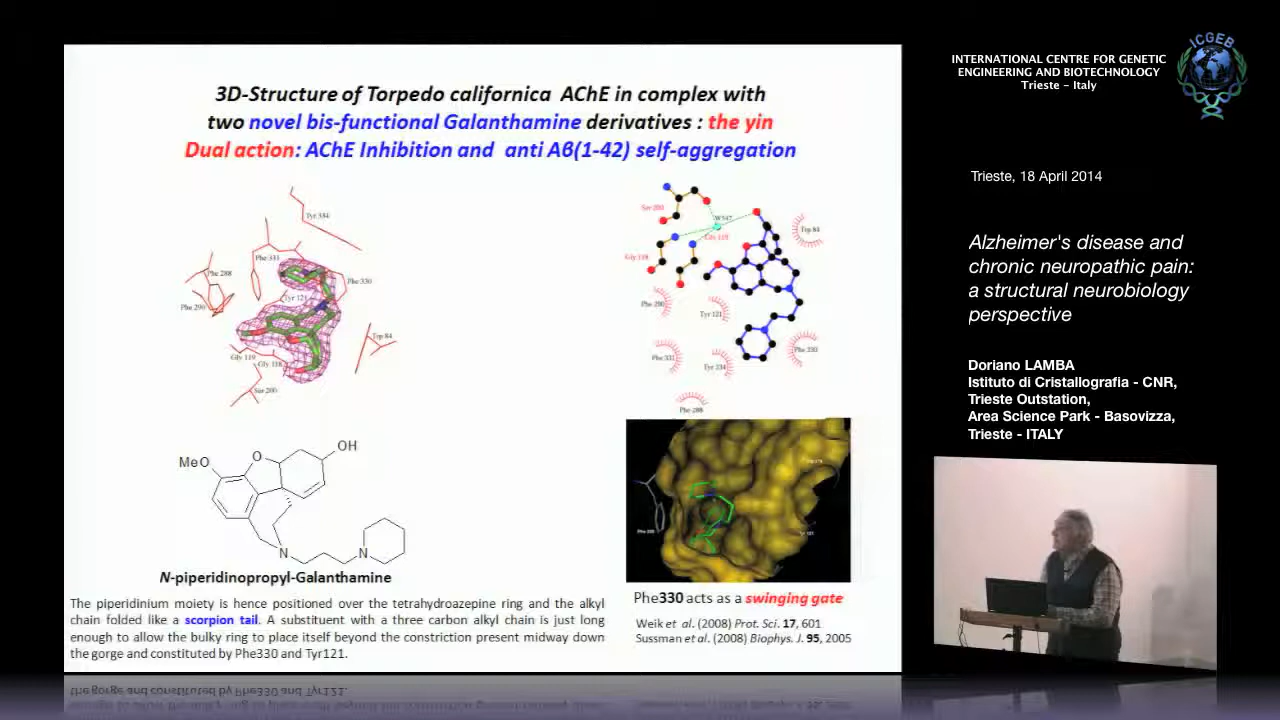 3D-Structure of Torpedo californica AChE in complex with
two novel bis-functional Galanthamine derivatives : the yin
Dual action: AChE Inhibition and anti Aβ(1-42) self-aggregation
Tyr 334
Phe 331
Phe 288
Phe 330
Phe 290
Tyr 121
Trp 84
Gly 119
Gly 118
Ser 200
Ser 200
W547
Gly 119
Trp 84
Gly 118
Phe 290
Tyr 121
Phe 331
Tyr 334
Phe 330
Phe 288
MeO
O
OH
N
N
N-piperidinopropyl-Galanthamine
The piperidinium moiety is hence positioned over the tetrahydroazepine ring and the alkyl
chain folded like a scorpion tail. A substituent with a three carbon alkyl chain is just long
enough to allow the bulky ring to place itself beyond the constriction present midway down
the gorge and constituted by Phe330 and Tyr121.
Phe330 acts as a swinging gate
Weik et al. (2008) Prot. Sci. 17, 601
Sussman et al. (2008) Biophys. J. 95, 2005
INTERNATIONAL CENTRE FOR GENETIC
ENGINEERING AND BIOTECHNOLOGY
Trieste - Italy
ICGEB
Trieste, 18 April 2014
Alzheimer's disease and
chronic neuropathic pain:
a structural neurobiology
perspective
Doriano LAMBA
Istituto di Cristallografia - CNR,
Trieste Outstation,
Area Science Park - Basovizza,
Trieste - ITALY